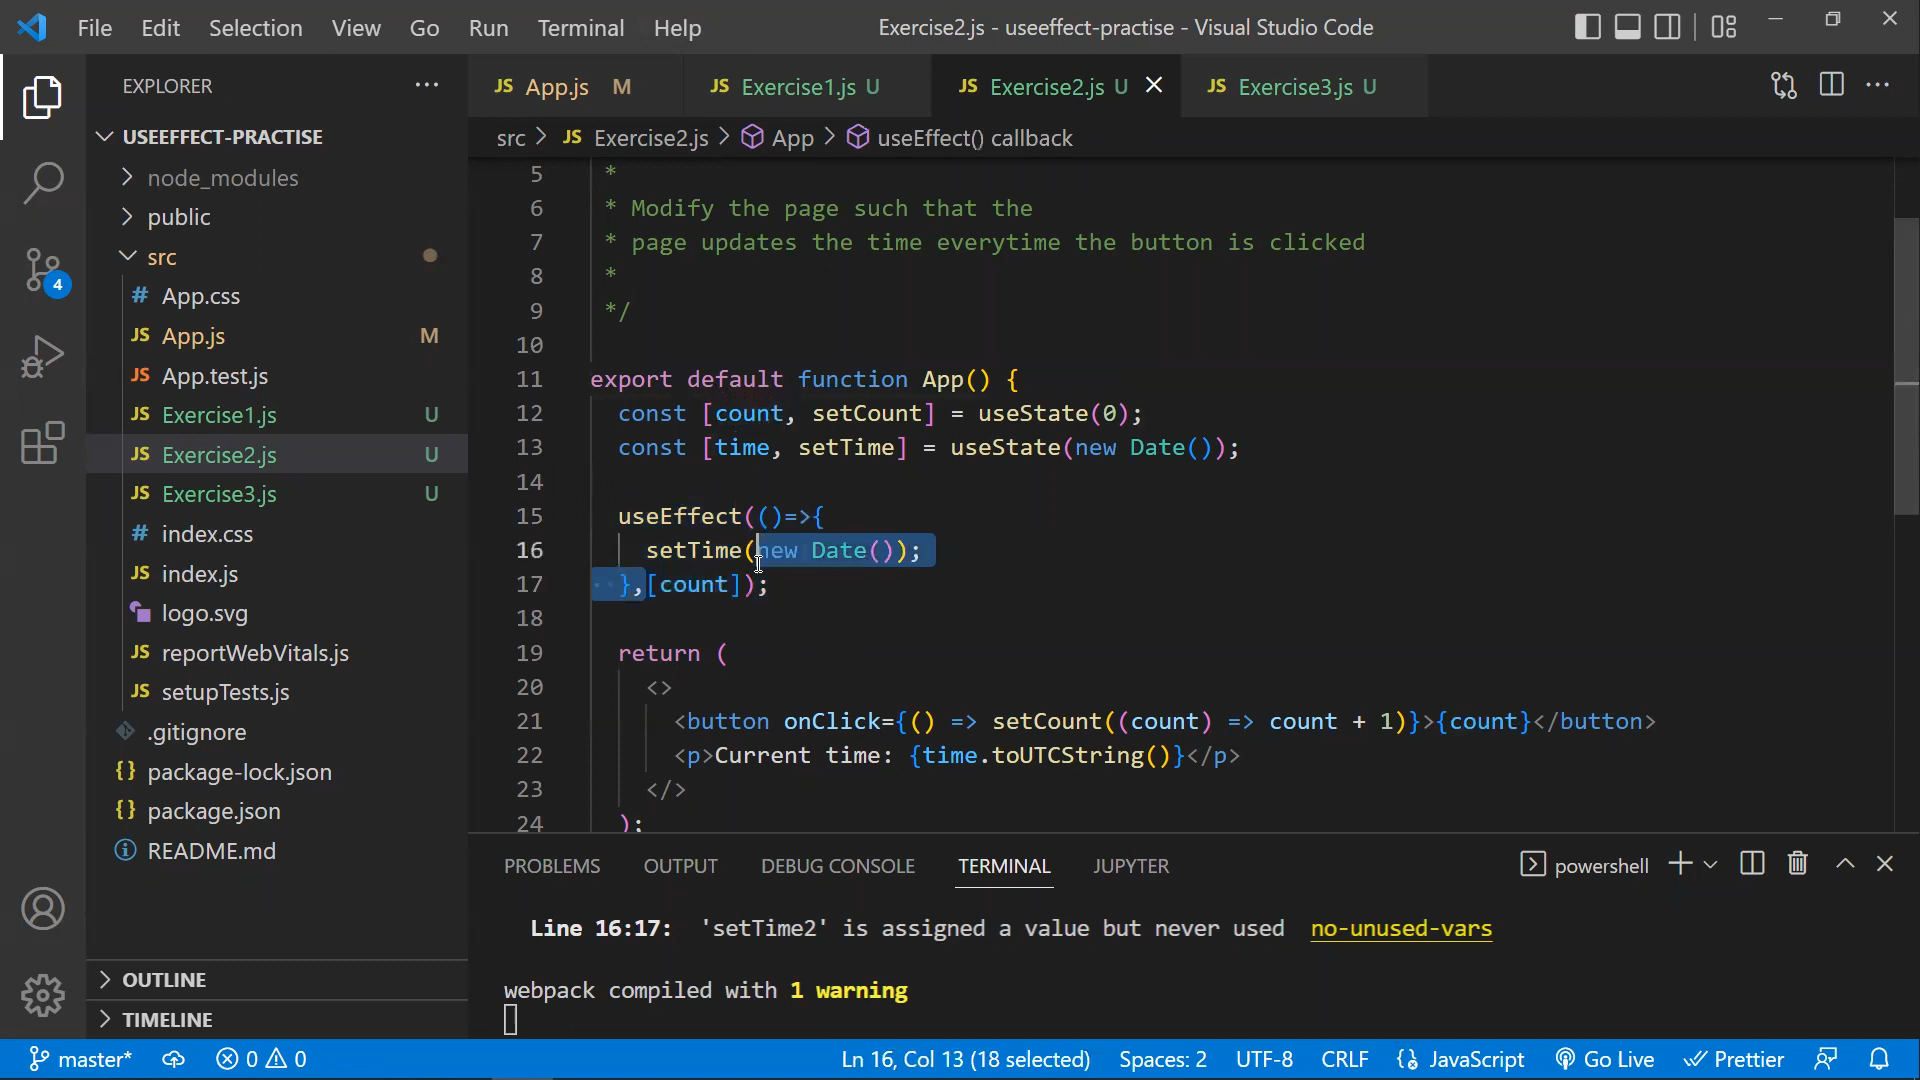 File Edit Selection View Go Run Terminal Help
Exercise2.js - useeffect-practise - Visual Studio Code
EXPLORER
USEEFFECT-PRACTISE
node_modules
public
src
# App.css
JS App.js M
JS App.test.js
JS Exercise1.js U
JS Exercise2.js U
JS Exercise3.js U
# index.css
JS index.js
logo.svg
JS reportWebVitals.js
JS setupTests.js
.gitignore
{} package-lock.json
{} package.json
README.md
OUTLINE
TIMELINE
4
JS App.js M
JS Exercise1.js U
JS Exercise2.js U
JS Exercise3.js U
src > JS Exercise2.js > App > useEffect() callback
5 *
6 * Modify the page such that the
7 * page updates the time everytime the button is clicked
8 *
9 */
10
11 export default function App() {
12 const [count, setCount] = useState(0);
13 const [time, setTime] = useState(new Date());
14
15 useEffect(()=>{
16 setTime(new Date());
17 },[count]);
18
19 return (
20 <>
21 <button onClick={() => setCount((count) => count + 1)}>{count}</button>
22 <p>Current time: {time.toUTCString()}</p>
23 </>
24 );
PROBLEMS OUTPUT DEBUG CONSOLE TERMINAL JUPYTER
powershell
Line 16:17: 'setTime2' is assigned a value but never used no-unused-vars
webpack compiled with 1 warning
master* 0 0
Ln 16, Col 13 (18 selected) Spaces: 2 UTF-8 CRLF {} JavaScript Go Live Prettier